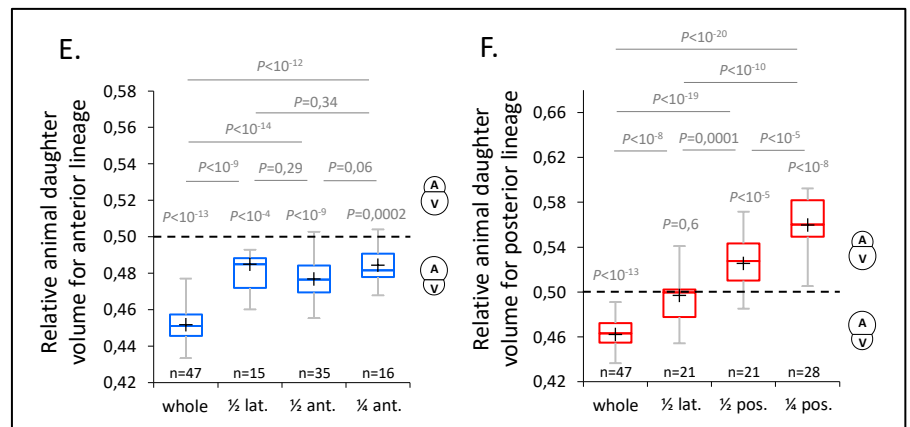 E.
Relative animal daughter
volume for anterior lineage
0,60
0,58
0,56
0,54
0,52
0,50
0,48
0,46
0,44
0,42
P<10⁻¹²
P=0,34
P<10⁻¹⁴
P<10⁻⁹ P=0,29 P=0,06
P<10⁻¹³ P<10⁻⁴ P<10⁻⁹ P=0,0002
A
V
A
V
n=47 n=15 n=35 n=16
whole ½ lat. ½ ant. ¼ ant.
F.
Relative animal daughter
volume for posterior lineage
0,66
0,62
0,58
0,54
0,50
0,46
0,42
P<10⁻²⁰
P<10⁻¹⁰
P<10⁻¹⁹
P<10⁻⁸ P=0,0001 P<10⁻⁵
P<10⁻¹³ P=0,6 P<10⁻⁵ P<10⁻⁸
A
V
A
V
n=47 n=21 n=21 n=28
whole ½ lat. ½ pos. ¼ pos.